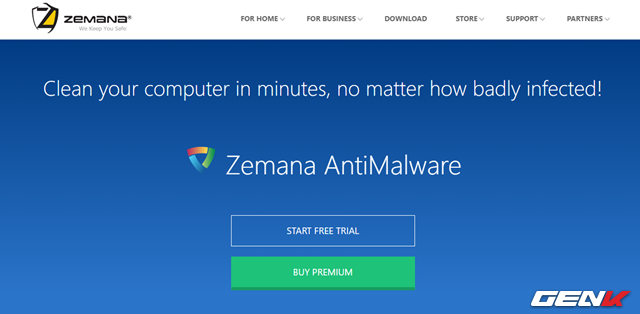 ZEMANA®
We Keep You Safe
FOR HOME FOR BUSINESS DOWNLOAD STORE SUPPORT PARTNERS
Clean your computer in minutes, no matter how badly infected!
Zemana AntiMalware
START FREE TRIAL
BUY PREMIUM
GENK